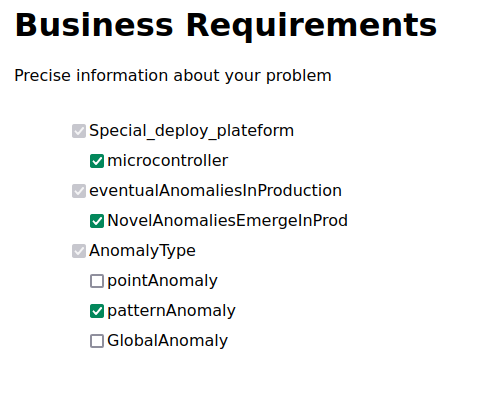 Business Requirements
Precise information about your problem
Special_deploy_plateform
microcontroller
eventualAnomaliesInProduction
NovelAnomaliesEmergeInProd
AnomalyType
pointAnomaly
patternAnomaly
GlobalAnomaly